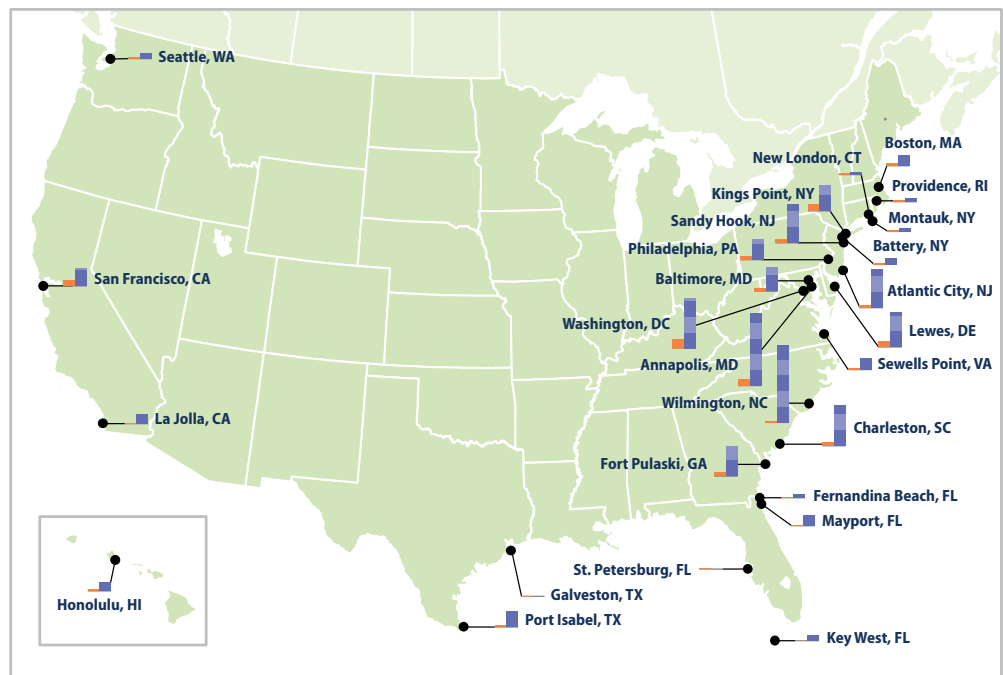 Seattle, WA
Boston, MA
New London, CT
Kings Point, NY
Providence, RI
Sandy Hook, NJ
Montauk, NY
Philadelphia, PA
Battery, NY
San Francisco, CA
Baltimore, MD
Atlantic City, NJ
Washington, DC
Lewes, DE
Annapolis, MD
Sewells Point, VA
Wilmington, NC
La Jolla, CA
Charleston, SC
Fort Pulaski, GA
Fernandina Beach, FL
Mayport, FL
St. Petersburg, FL
Galveston, TX
Honolulu, HI
Port Isabel, TX
Key West, FL